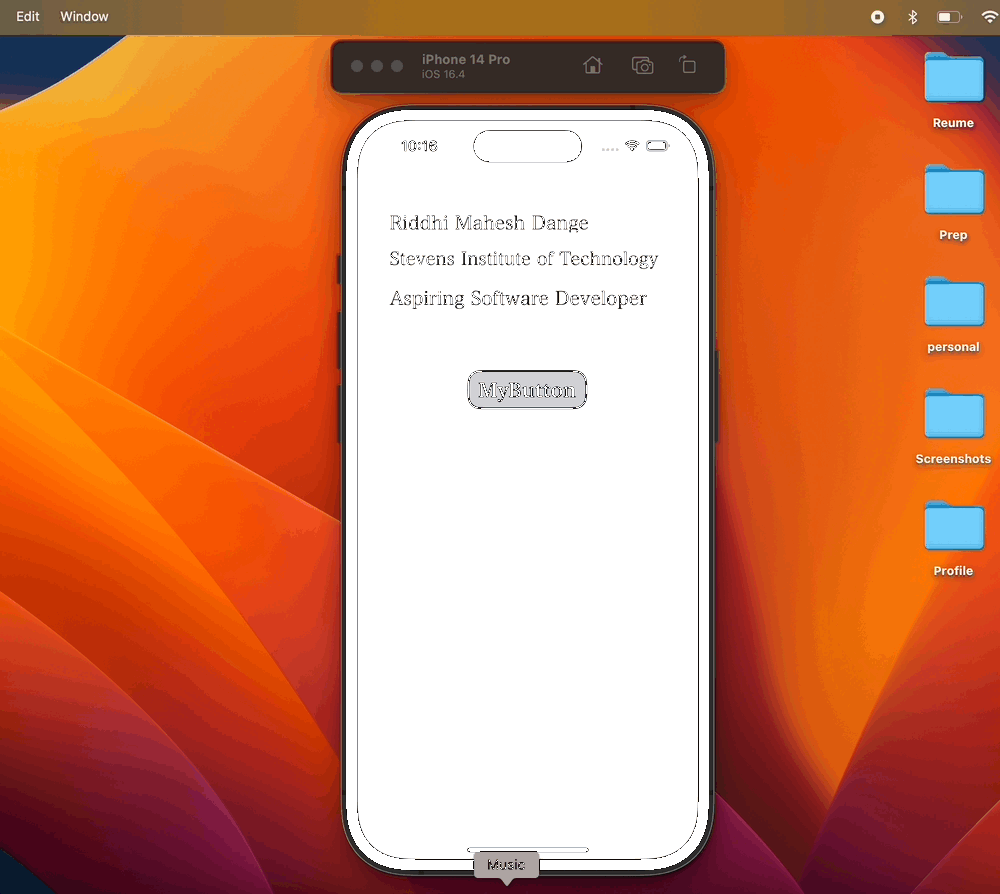 Edit Window
iPhone 14 Pro
iOS 16.4
10:16
Riddhi Mahesh Dange
Stevens Institute of Technology
Aspiring Software Developer
MyButton
Music
Reume
Prep
personal
Screenshots
Profile